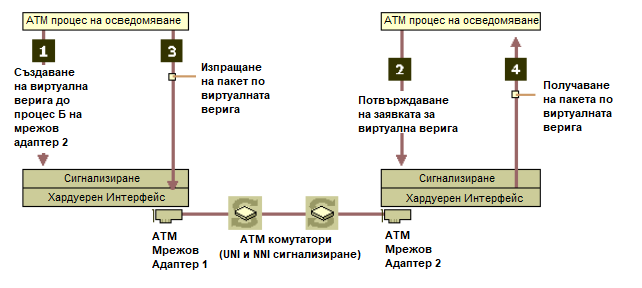 АТМ процес на осведомяване
1
3
Създаване
на виртуална
верига до
процес Б на
мрежов
адаптер 2
Изпращане
на пакет по
виртуалната
верига
Сигнализиране
Хардуерен Интерфейс
АТМ
Мрежов
Адаптер 1
АТМ комутатори
(UNI и NNI сигнализиране)
АТМ процес на осведомяване
2
4
Потвърждаване
на заявката за
виртуална верига
Получаване
на пакета по
виртуалната
верига
Сигнализиране
Хардуерен Интерфейс
АТМ
Мрежов
Адаптер 2